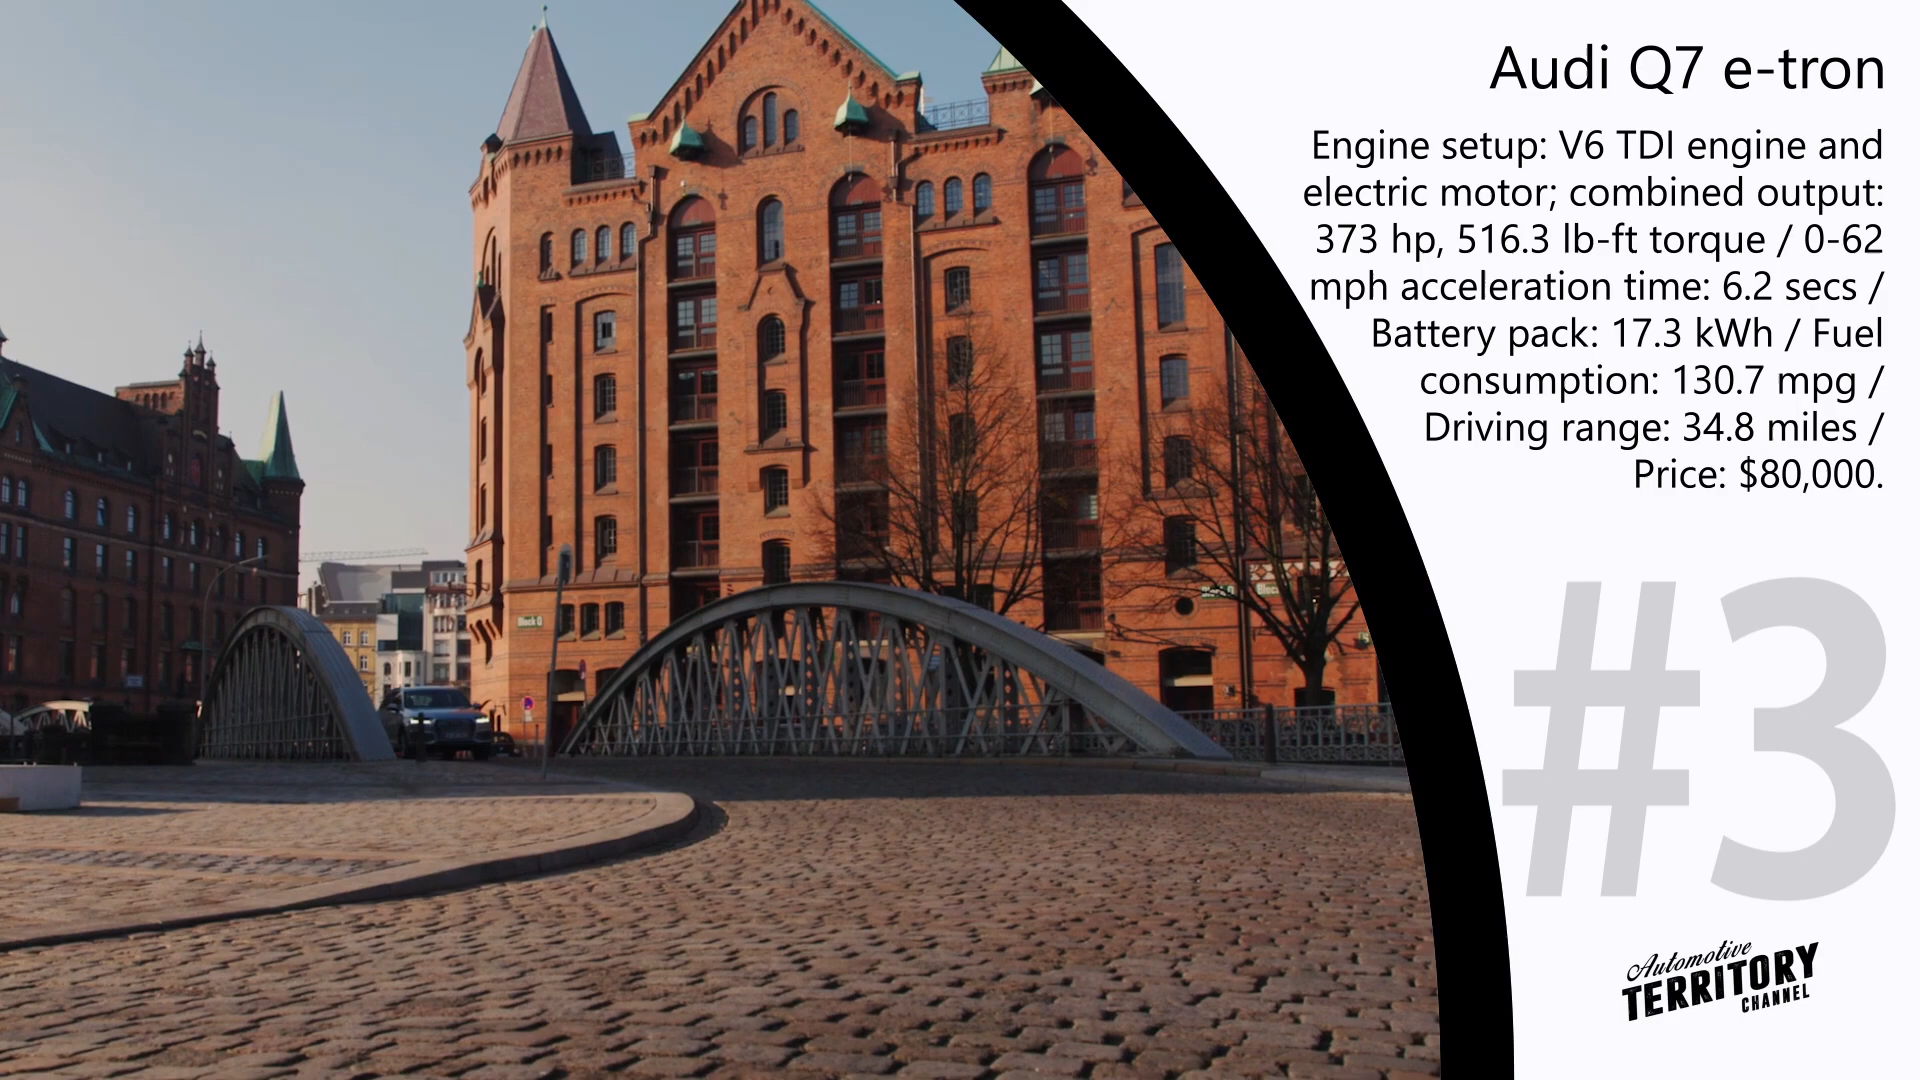 Audi Q7 e-tron
Engine setup: V6 TDI engine and
electric motor; combined output:
373 hp, 516.3 lb-ft torque / 0-62
mph acceleration time: 6.2 secs /
Battery pack: 17.3 kWh / Fuel
consumption: 130.7 mpg /
Driving range: 34.8 miles /
Price: $80,000.
Block Q
#3
Automotive
TERRITORY
CHANNEL